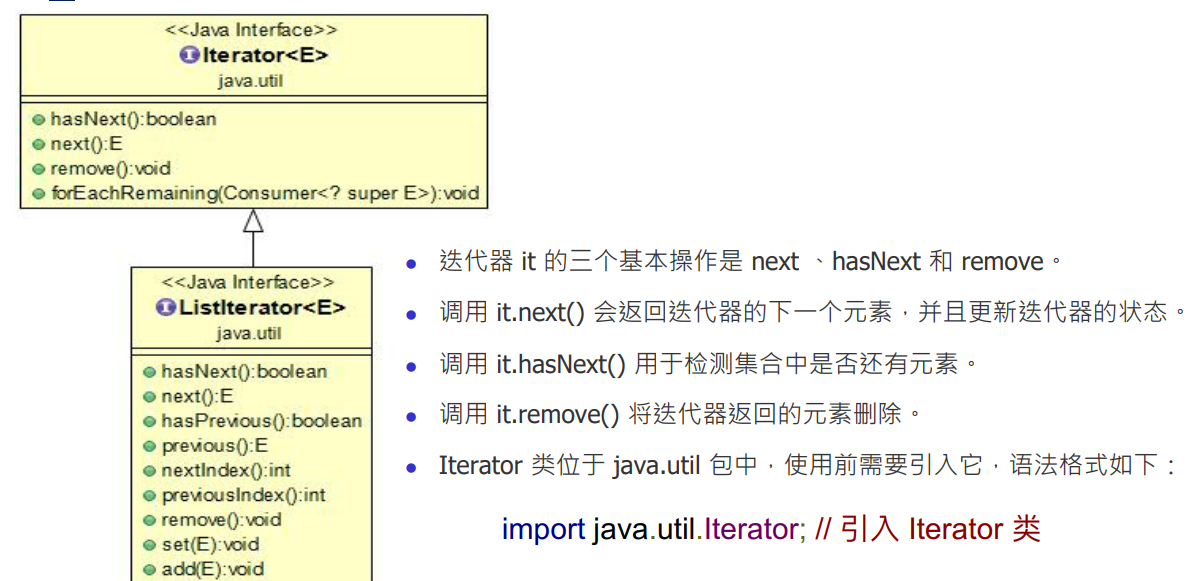 <<Java Interface>>
Iterator<E>
java.util
hasNext():boolean
next():E
remove():void
forEachRemaining(Consumer<? super E>):void
<<Java Interface>>
ListIterator<E>
java.util
hasNext():boolean
next():E
hasPrevious():boolean
previous():E
nextIndex():int
previousIndex():int
remove():void
set(E):void
add(E):void
迭代器 it 的三个基本操作是 next 、hasNext 和 remove。
调用 it.next() 会返回迭代器的下一个元素，并且更新迭代器的状态。
调用 it.hasNext() 用于检测集合中是否还有元素。
调用 it.remove() 将迭代器返回的元素删除。
Iterator 类位于 java.util 包中，使用前需要引入它，语法格式如下：
import java.util.Iterator; // 引入 Iterator 类